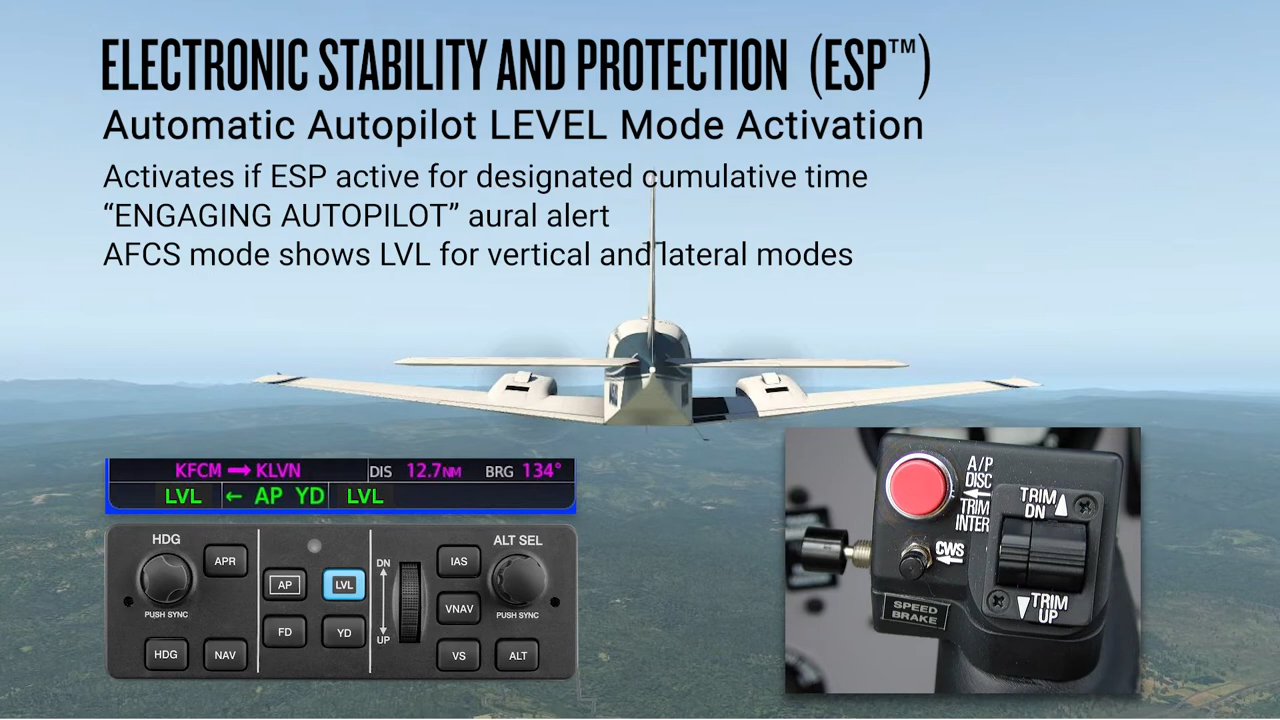 ELECTRONIC STABILITY AND PROTECTION (ESP™)
Automatic Autopilot LEVEL Mode Activation
Activates if ESP active for designated cumulative time
“ENGAGING AUTOPILOT” aural alert
AFCS mode shows LVL for vertical and lateral modes
KFCM → KLVN DIS 12.7NM BRG 134°
LVL ← AP YD LVL
HDG
ALT SEL
APR
DN
IAS
AP
LVL
PUSH SYNC
VNAV
PUSH SYNC
FD
YD
UP
HDG
NAV
VS
ALT
A/P
DISC
TRIM
INTER
CWS
SPEED
BRAKE
TRIM
DN
TRIM
UP